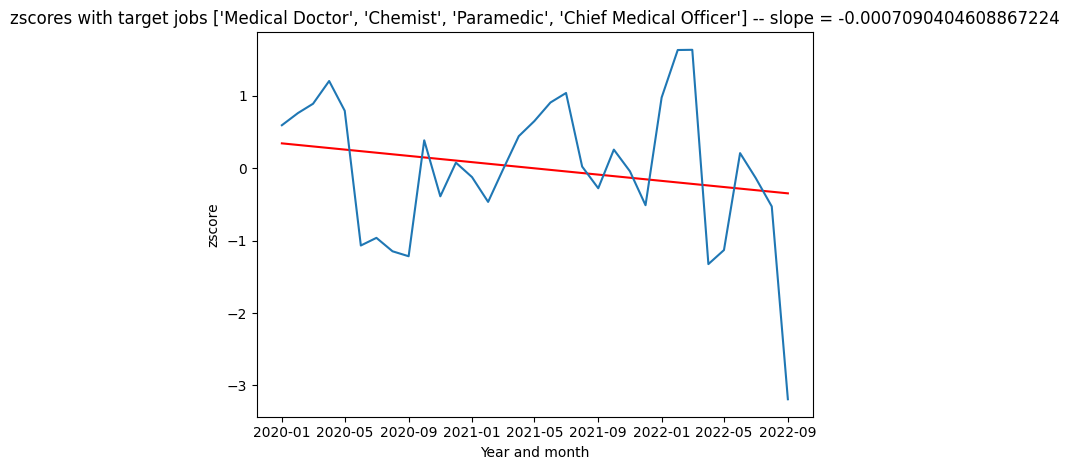 zscores with target jobs ['Medical Doctor', 'Chemist', 'Paramedic', 'Chief Medical Officer'] -- slope = -0.0007090404608867224
1
0
−1
−2
−3
zscore
2020-01 2020-05 2020-09 2021-01 2021-05 2021-09 2022-01 2022-05 2022-09
Year and month